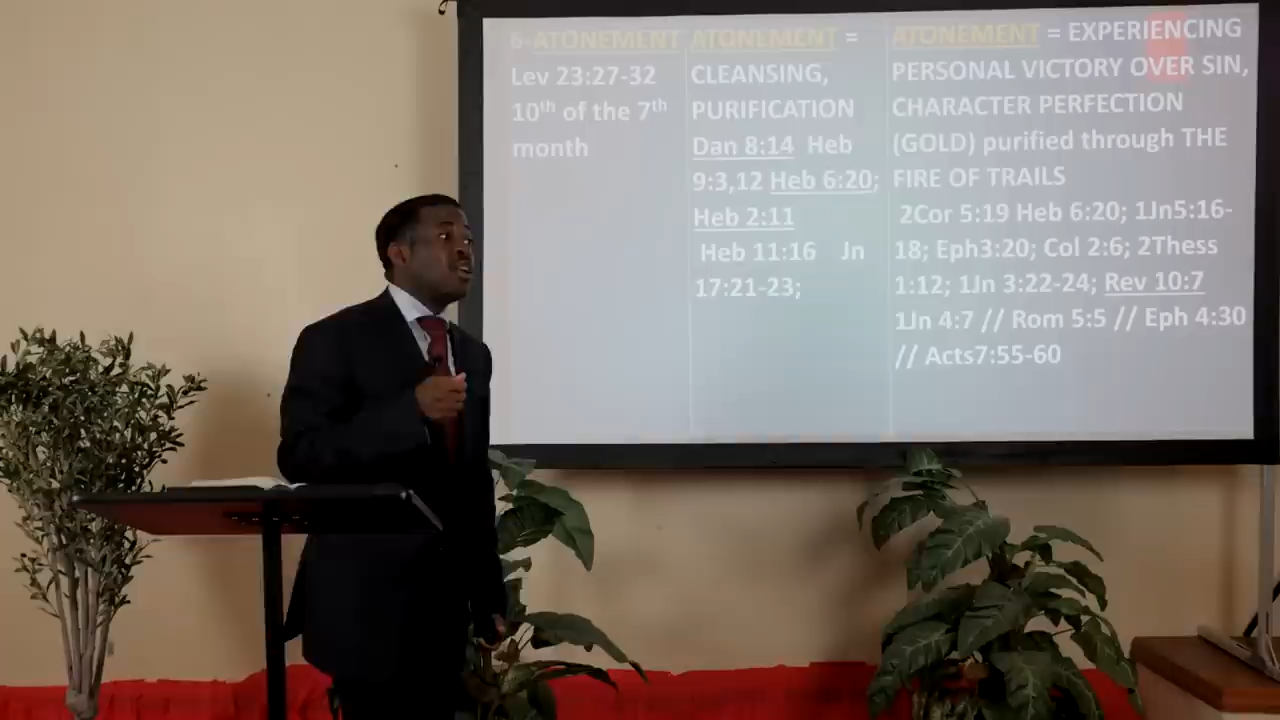 6-ATONEMENT
Lev 23:27-32
10th of the 7th
month
ATONEMENT =
CLEANSING,
PURIFICATION
Dan 8:14 Heb
9:3,12 Heb 6:20;
Heb 2:11
Heb 11:16 Jn
17:21-23;
ATONEMENT = EXPERIENCING
PERSONAL VICTORY OVER SIN,
CHARACTER PERFECTION
(GOLD) purified through THE
FIRE OF TRAILS
2Cor 5:19 Heb 6:20; 1Jn5:16-
18; Eph3:20; Col 2:6; 2Thess
1:12; 1Jn 3:22-24; Rev 10:7
1Jn 4:7 // Rom 5:5 // Eph 4:30
// Acts7:55-60